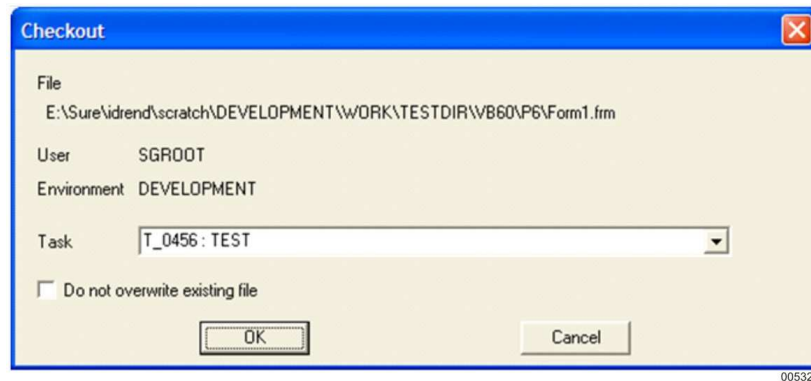 Checkout
File
E:\Sure\idrend\scratch\DEVELOPMENT\WORK\TESTDIR\VB60\P6\Form1.frm
User SGROOT
Environment DEVELOPMENT
Task T_0456 : TEST
Do not overwrite existing file
OK Cancel
00532